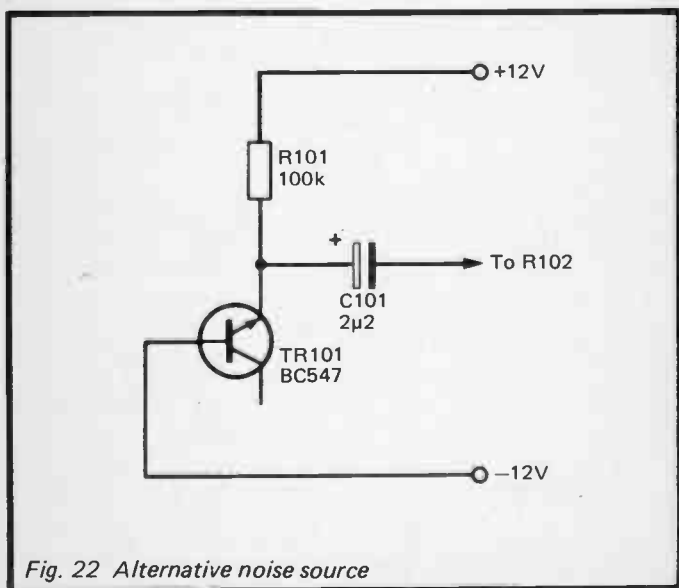 +12V
R101
100k
+
To R102
C101
2µ2
TR101
BC547
−12V
Fig. 22 Alternative noise source